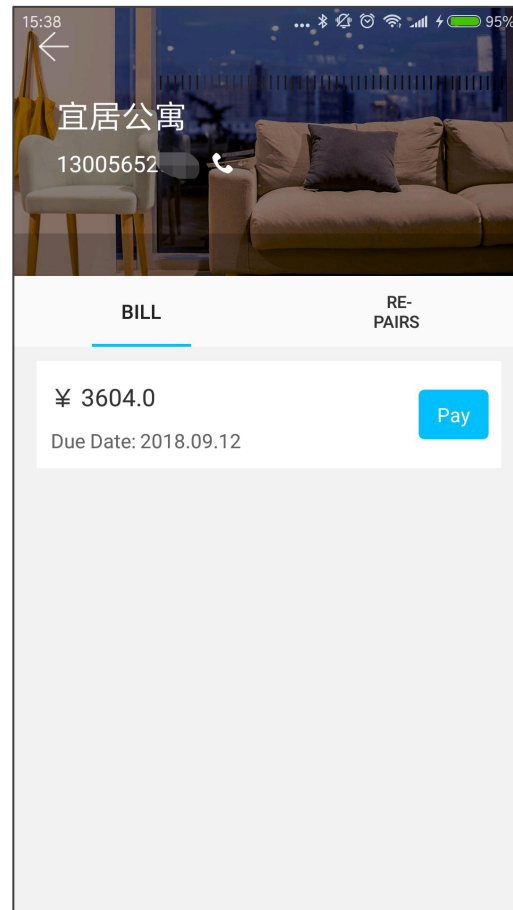 15:38
95%
宜居公寓
13005652
BILL
RE-
PAIRS
¥ 3604.0
Pay
Due Date: 2018.09.12